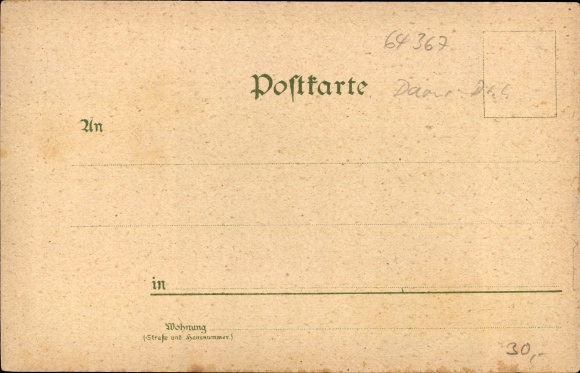 64367
Postkarte
An
in
Wohnung
(Straße und Hausnummer)
30,-